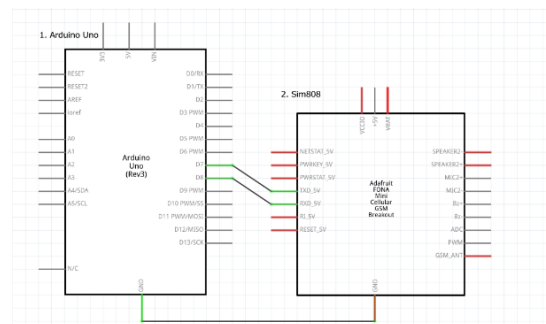 1. Arduino Uno
3V3
5V
VIN
RESET
RESET2
AREF
ioref
A0
A1
A2
A3
A4/SDA
A5/SCL
N/C
D0/RX
D1/TX
D2
D3 PWM
D4
D5 PWM
D6 PWM
D7
D8
D9 PWM
D10 PWM/SS
D11 PWM/MOSI
D12/MISO
D13/SCK
Arduino
Uno
(Rev3)
GND
2. Sim808
VCCIO
+5V
VBAT
NETSTAT_5V
PWRKEY_5V
PWRSTAT_5V
TXD_5V
RXD_5V
RI_5V
RESET_5V
Adafruit
FONA
Mini
Cellular
GSM
Breakout
SPEAKER2-
SPEAKER2+
MIC2+
MIC2-
Bz+
Bz-
ADC
PWM
GSM_ANT
GND